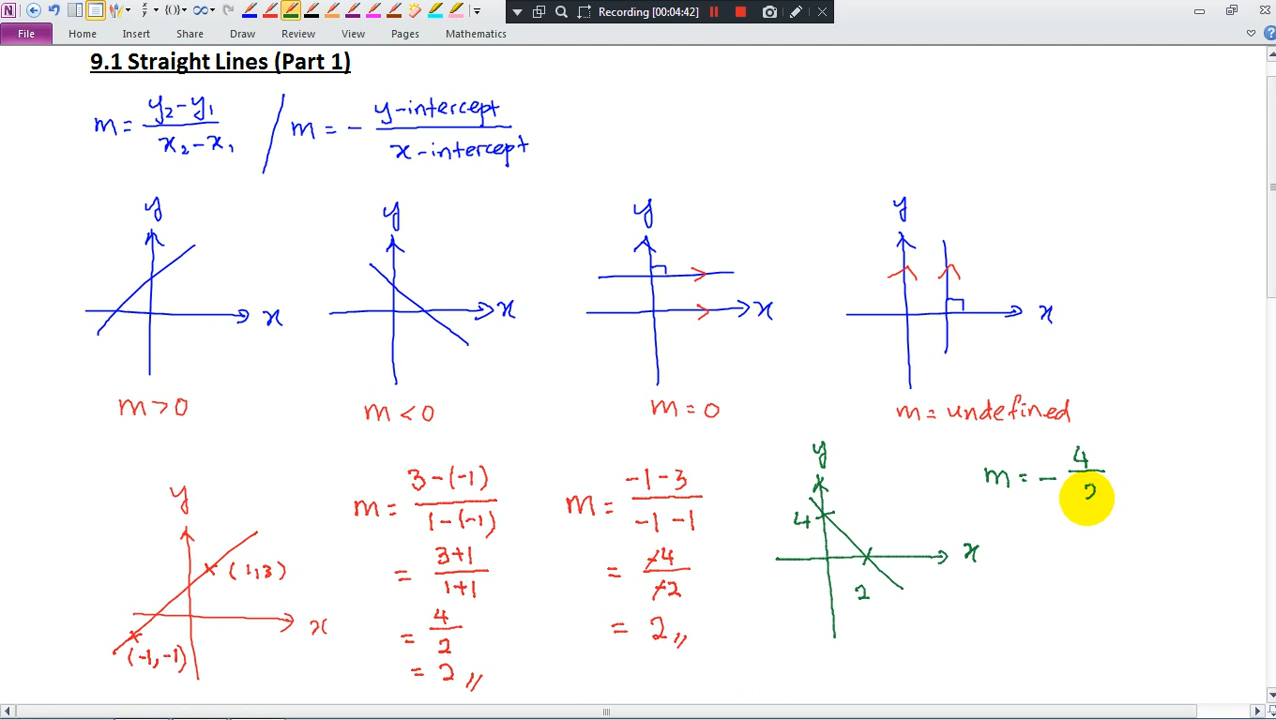 Recording [00:04:42]
File Home Insert Share Draw Review View Pages Mathematics
9.1 Straight Lines (Part 1)
m = y₂-y₁ / x₂-x₁ / m = - y-intercept / x-intercept
y y y y
x x x x
m > 0 m < 0 m = 0 m = undefined
y
(1,3)
x
(-1,-1)
m = 3-(-1) / 1-(-1)
= 3+1 / 1+1
= 4 / 2
= 2 //
m = -1-3 / -1-1
= -4 / -2
= 2 //
y
4
x
2
m = - 4 /